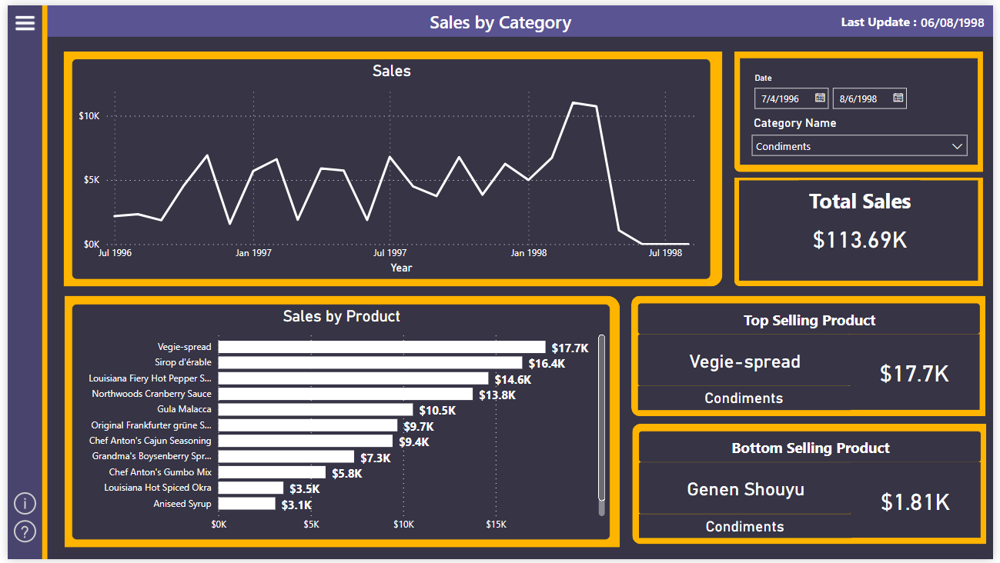 Sales by Category
Last Update : 06/08/1998
Sales
$10K
$5K
$0K
Jul 1996 Jan 1997 Jul 1997 Jan 1998 Jul 1998
Year
Date
7/4/1996 8/6/1998
Category Name
Condiments
Total Sales
$113.69K
Sales by Product
Vegie-spread $17.7K
Sirop d'érable $16.4K
Louisiana Fiery Hot Pepper S... $14.6K
Northwoods Cranberry Sauce $13.8K
Gula Malacca $10.5K
Original Frankfurter grüne S... $9.7K
Chef Anton's Cajun Seasoning $9.4K
Grandma's Boysenberry Spr... $7.3K
Chef Anton's Gumbo Mix $5.8K
Louisiana Hot Spiced Okra $3.5K
Aniseed Syrup $3.1K
$0K $5K $10K $15K
Top Selling Product
Vegie-spread
$17.7K
Condiments
Bottom Selling Product
Genen Shouyu
$1.81K
Condiments
i
?